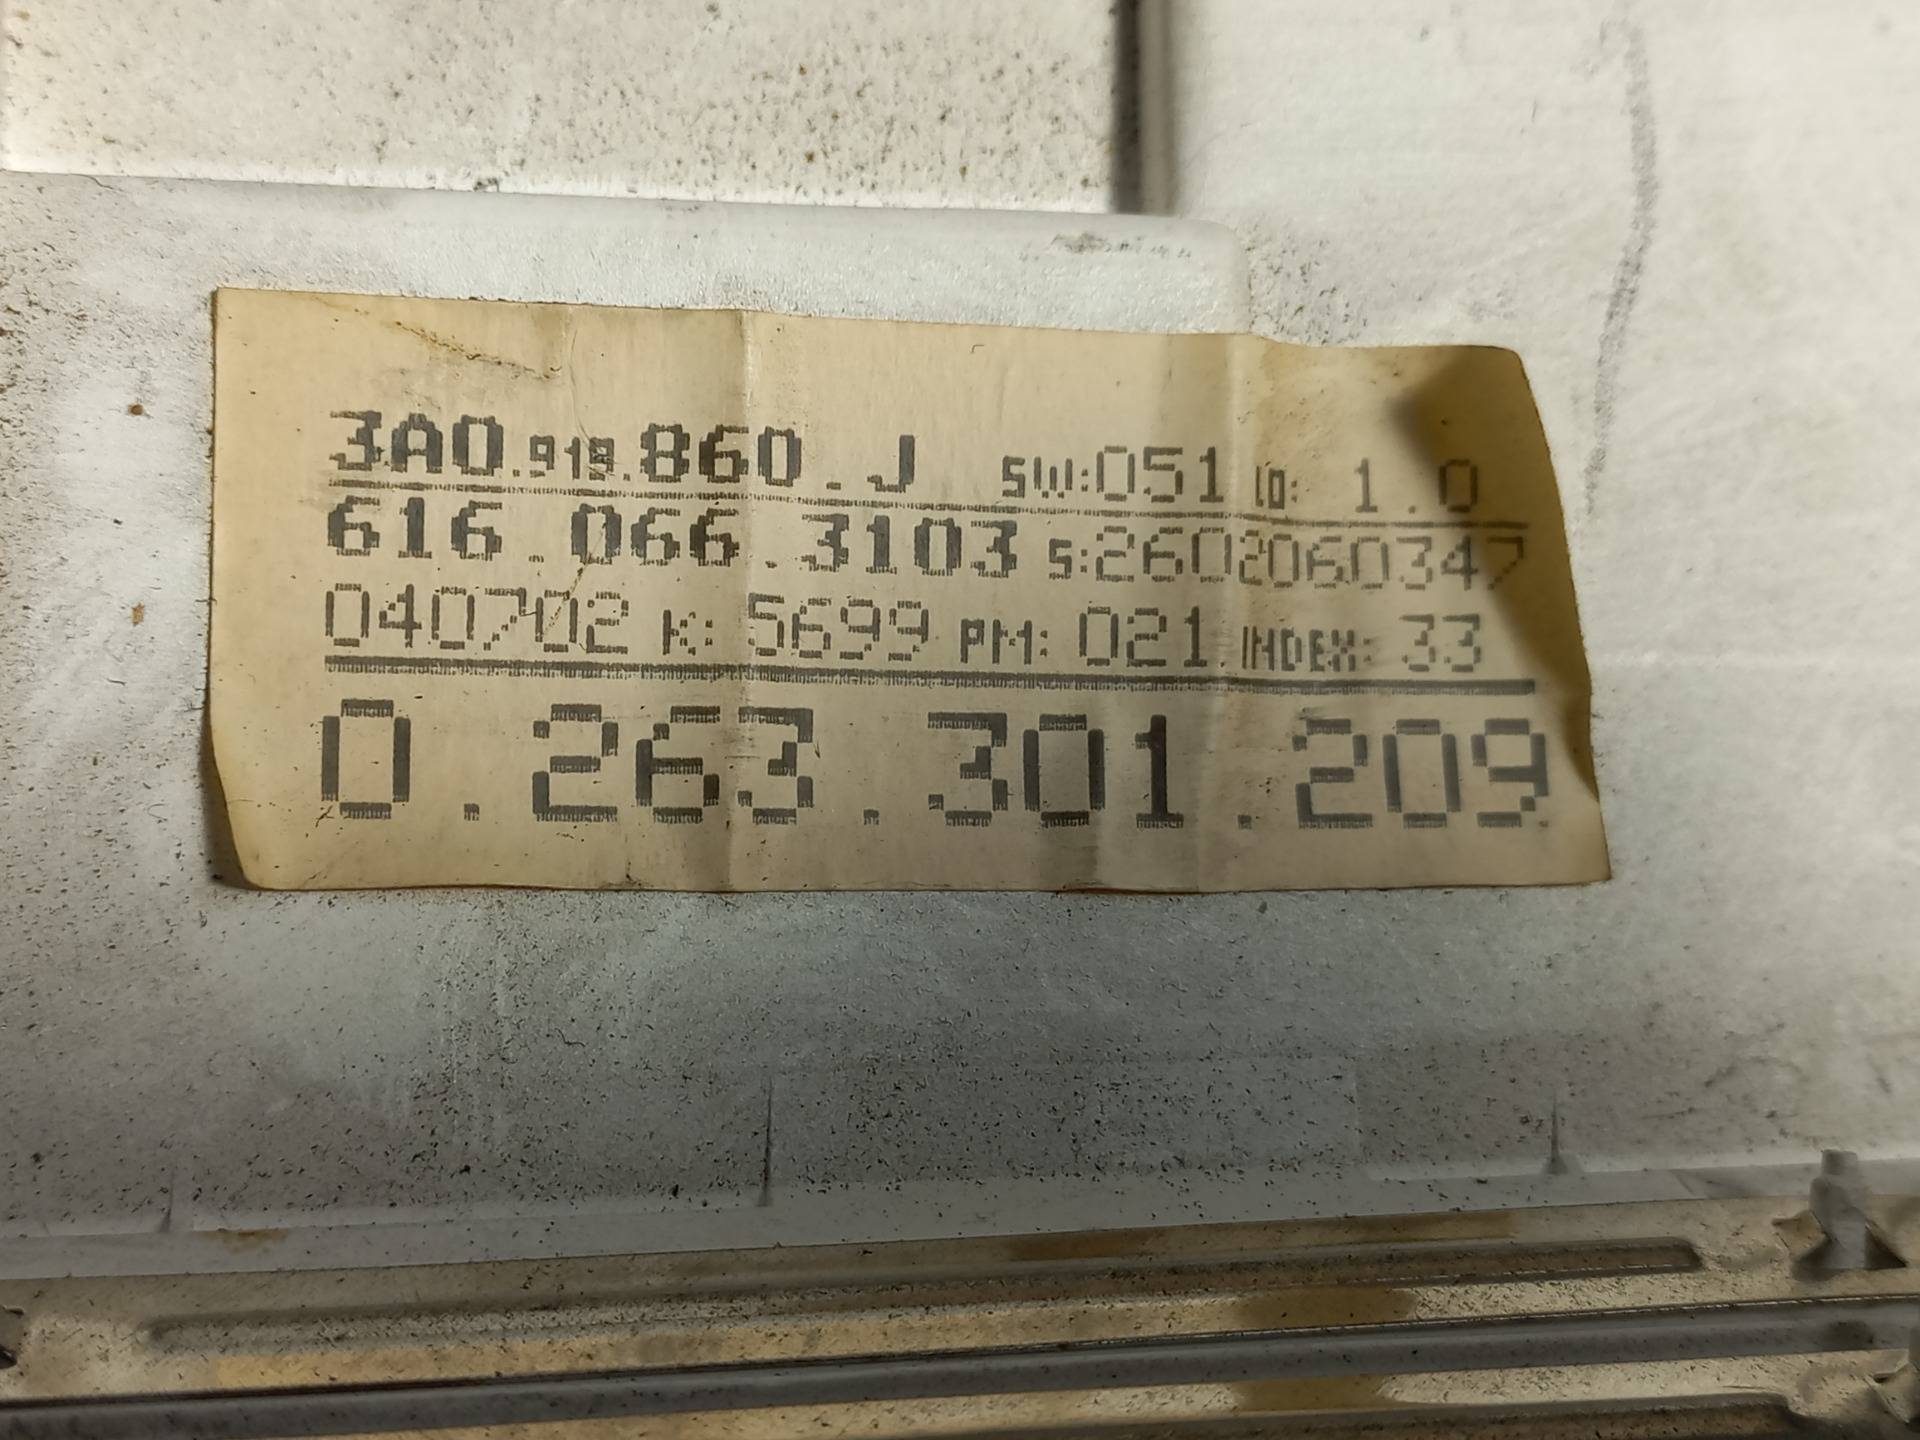 3A0.919.860.J SW:051 ID: 1.0
616.066.3103 S:2602060347
040702 K: 5699 PM: 021. INDEX: 33
0.263.301.209